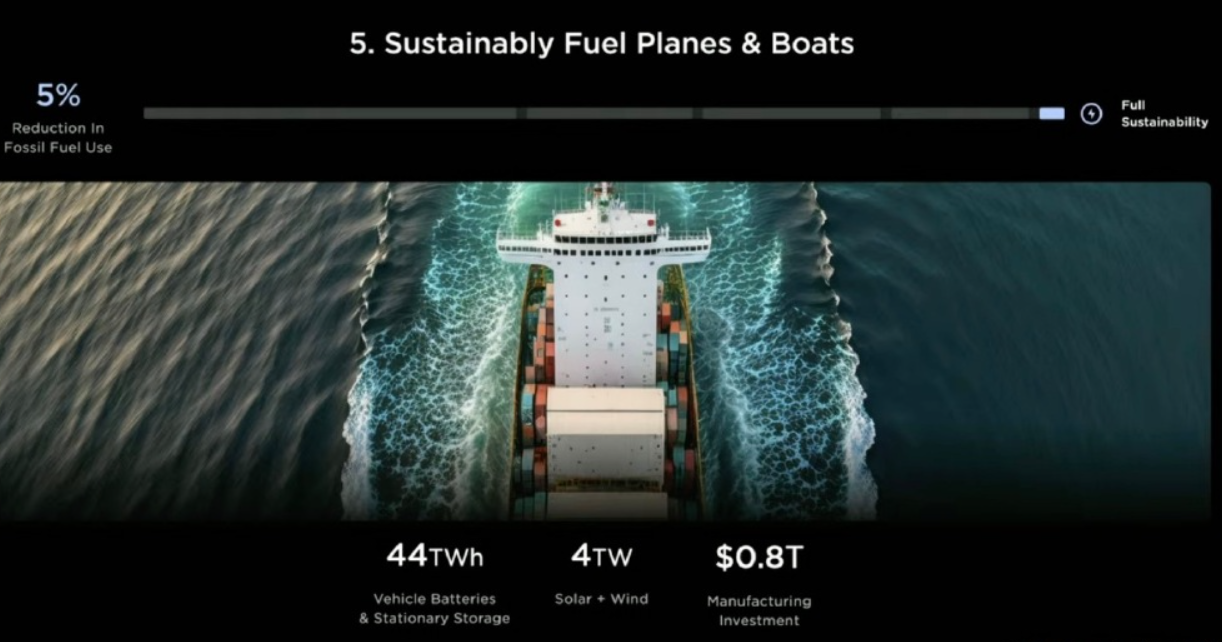 5. Sustainably Fuel Planes & Boats
5%
Reduction In
Fossil Fuel Use
Full
Sustainability
44TWh
Vehicle Batteries
& Stationary Storage
4TW
Solar + Wind
$0.8T
Manufacturing
Investment